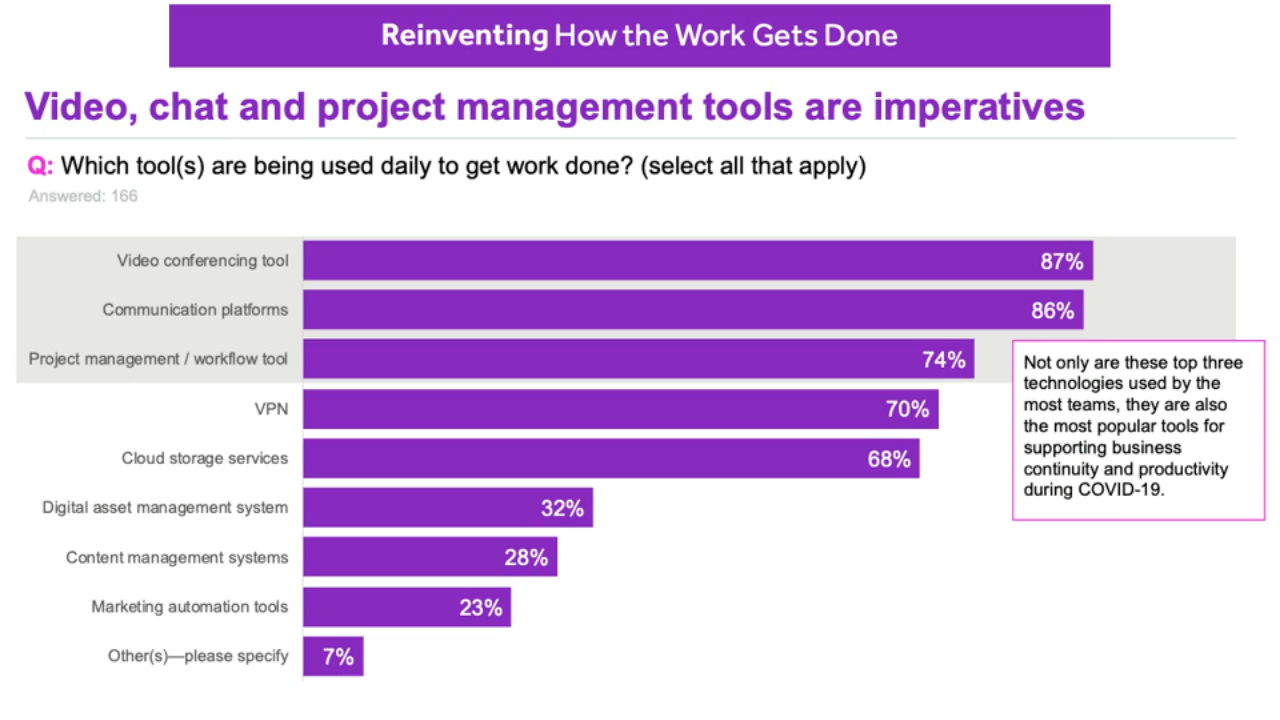 Reinventing How the Work Gets Done
Video, chat and project management tools are imperatives
Q: Which tool(s) are being used daily to get work done? (select all that apply)
Answered: 166
Video conferencing tool 87%
Communication platforms 86%
Project management / workflow tool 74%
VPN 70%
Cloud storage services 68%
Digital asset management system 32%
Content management systems 28%
Marketing automation tools 23%
Other(s)—please specify 7%
Not only are these top three
technologies used by the
most teams, they are also
the most popular tools for
supporting business
continuity and productivity
during COVID-19.